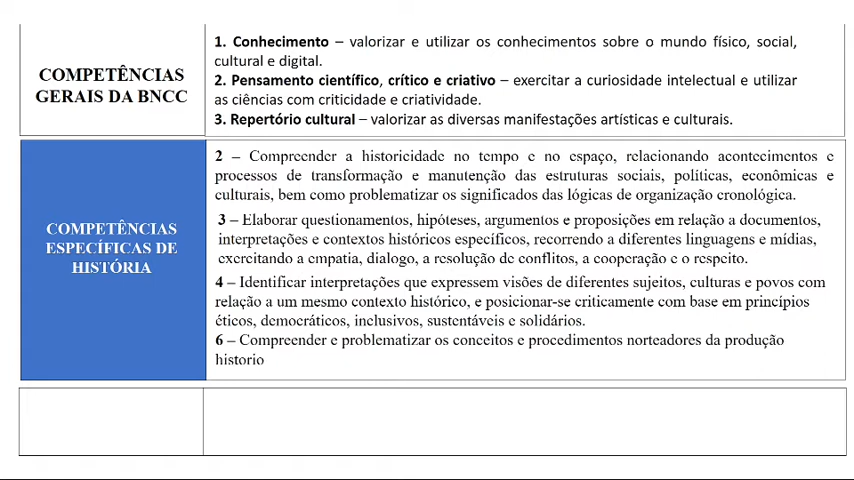 COMPETÊNCIAS
GERAIS DA BNCC
1. Conhecimento – valorizar e utilizar os conhecimentos sobre o mundo físico, social,
cultural e digital.
2. Pensamento científico, crítico e criativo – exercitar a curiosidade intelectual e utilizar
as ciências com criticidade e criatividade.
3. Repertório cultural – valorizar as diversas manifestações artísticas e culturais.
COMPETÊNCIAS
ESPECÍFICAS DE
HISTÓRIA
2 – Compreender a historicidade no tempo e no espaço, relacionando acontecimentos e
processos de transformação e manutenção das estruturas sociais, políticas, econômicas e
culturais, bem como problematizar os significados das lógicas de organização cronológica.
3 – Elaborar questionamentos, hipóteses, argumentos e proposições em relação a documentos,
interpretações e contextos históricos específicos, recorrendo a diferentes linguagens e mídias,
exercitando a empatia, dialogo, a resolução de conflitos, a cooperação e o respeito.
4 – Identificar interpretações que expressem visões de diferentes sujeitos, culturas e povos com
relação a um mesmo contexto histórico, e posicionar-se criticamente com base em princípios
éticos, democráticos, inclusivos, sustentáveis e solidários.
6 – Compreender e problematizar os conceitos e procedimentos norteadores da produção
historio